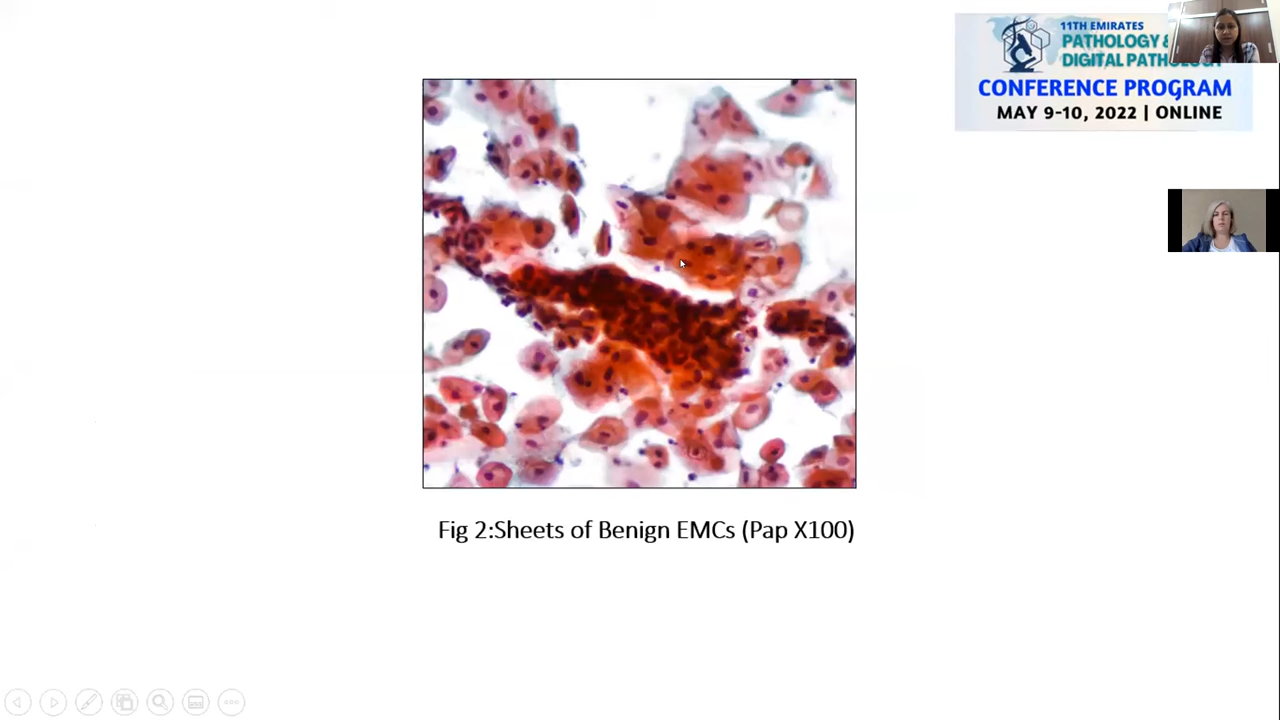 11TH EMIRATES
PATHOLOGY &
DIGITAL PATHOLOGY
CONFERENCE PROGRAM
MAY 9-10, 2022 | ONLINE
Fig 2:Sheets of Benign EMCs (Pap X100)